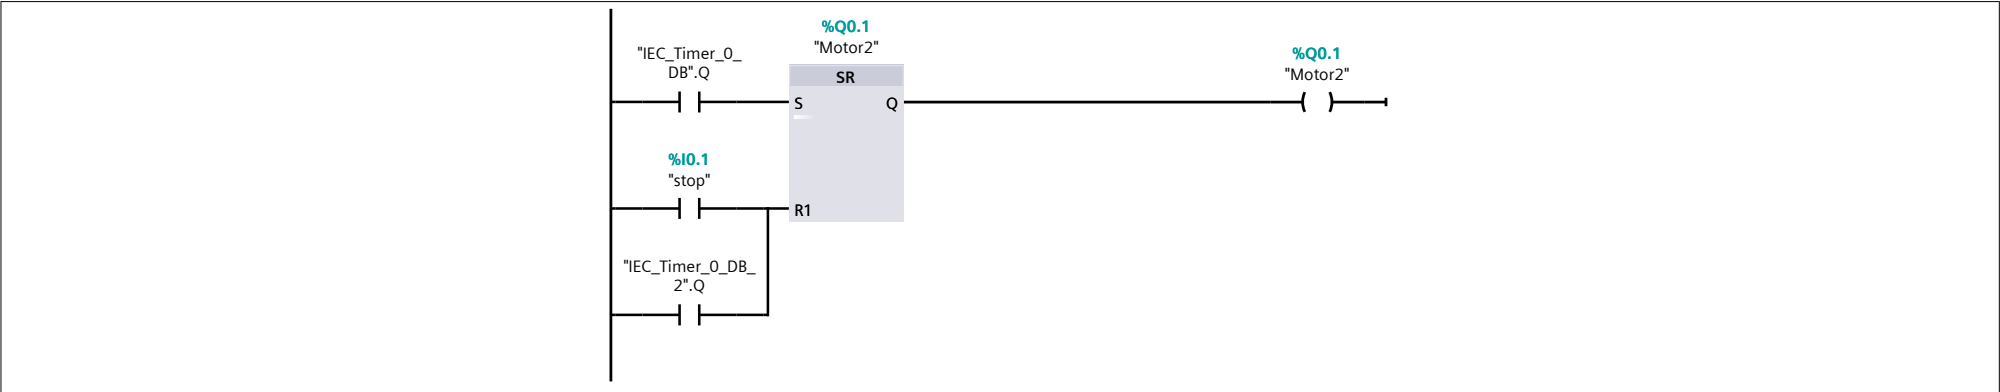 %Q0.1
"Motor2"
"IEC_Timer_0_
DB".Q
SR
S
Q
%Q0.1
"Motor2"
%I0.1
"stop"
R1
"IEC_Timer_0_DB_
2".Q